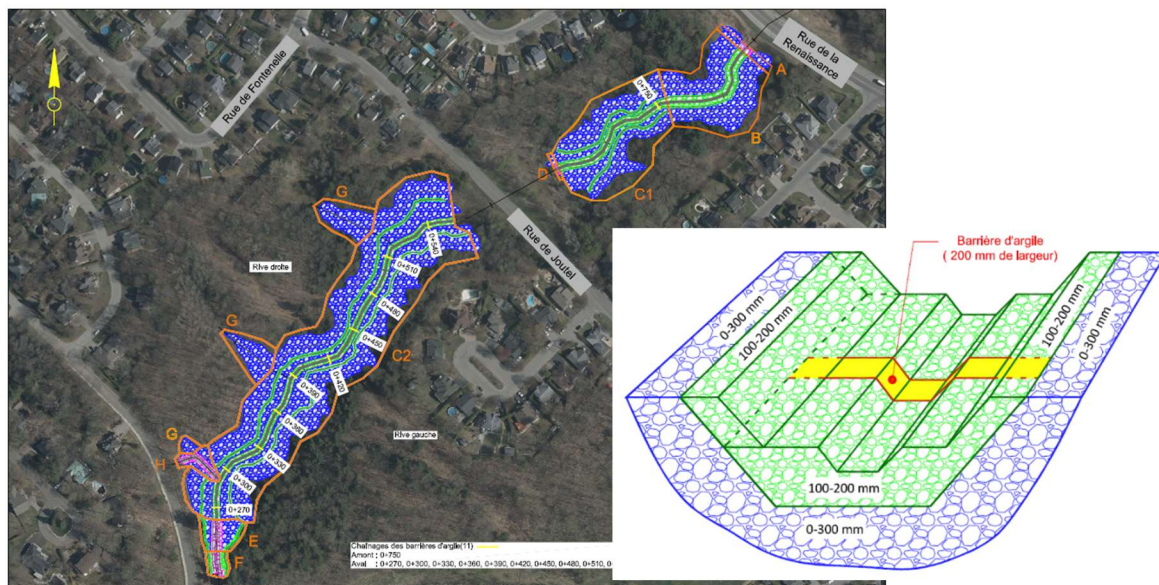 Rue de Fontenelle
Rue de la
Renaissance
A
0+750
B
D
C1
G
Rue de Joutel
0+540
Rive droite
0+510
0+480
G
0+450
C2
0+420
0+390
0+360
Rive gauche
G
0+330
H
0+300
0+270
E
F
Chaînages des barrières d'argile(11)
Amont : 0+750
Aval : 0+270, 0+300, 0+330, 0+360, 0+390, 0+420, 0+450, 0+480, 0+510, 0+
Barrière d'argile
( 200 mm de largeur)
0-300 mm
100-200 mm
100-200 mm
0-300 mm
100-200 mm
0-300 mm